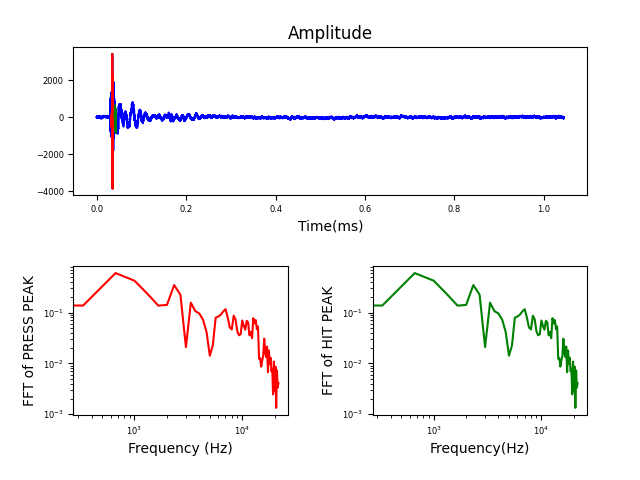 Amplitude
2000
0
−2000
−4000
0.0 0.2 0.4 0.6 0.8 1.0
Time(ms)
FFT of PRESS PEAK
10⁻¹
10⁻²
10⁻³
10³ 10⁴
Frequency (Hz)
FFT of HIT PEAK
10⁻¹
10⁻²
10⁻³
10³ 10⁴
Frequency(Hz)